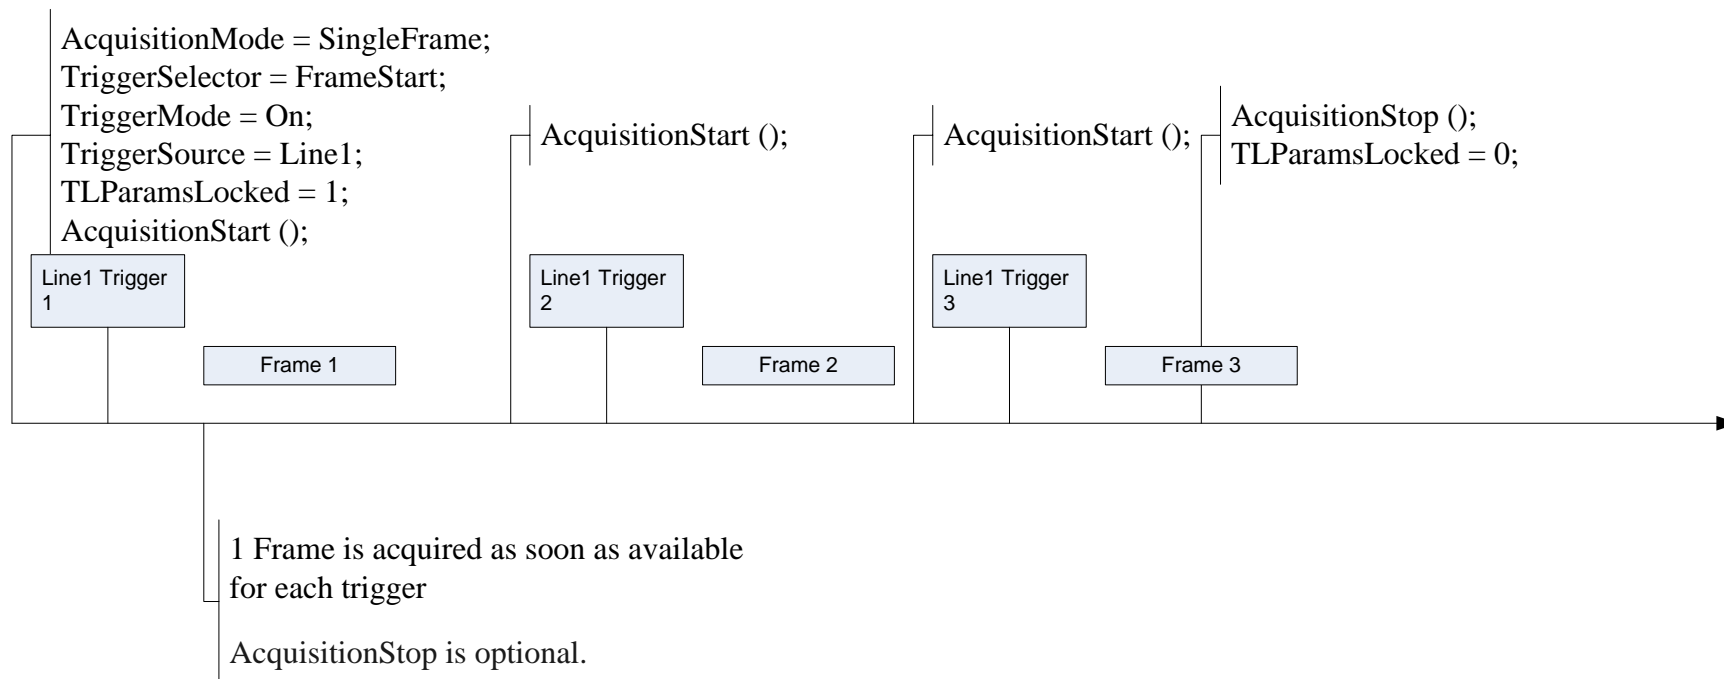 AcquisitionMode = SingleFrame;
TriggerSelector = FrameStart;
TriggerMode = On;
TriggerSource = Line1;
TLParamsLocked = 1;
AcquisitionStart ();
AcquisitionStart ();
AcquisitionStart ();
AcquisitionStop ();
TLParamsLocked = 0;
Line1 Trigger
1
Line1 Trigger
2
Line1 Trigger
3
Frame 1
Frame 2
Frame 3
1 Frame is acquired as soon as available
for each trigger
AcquisitionStop is optional.